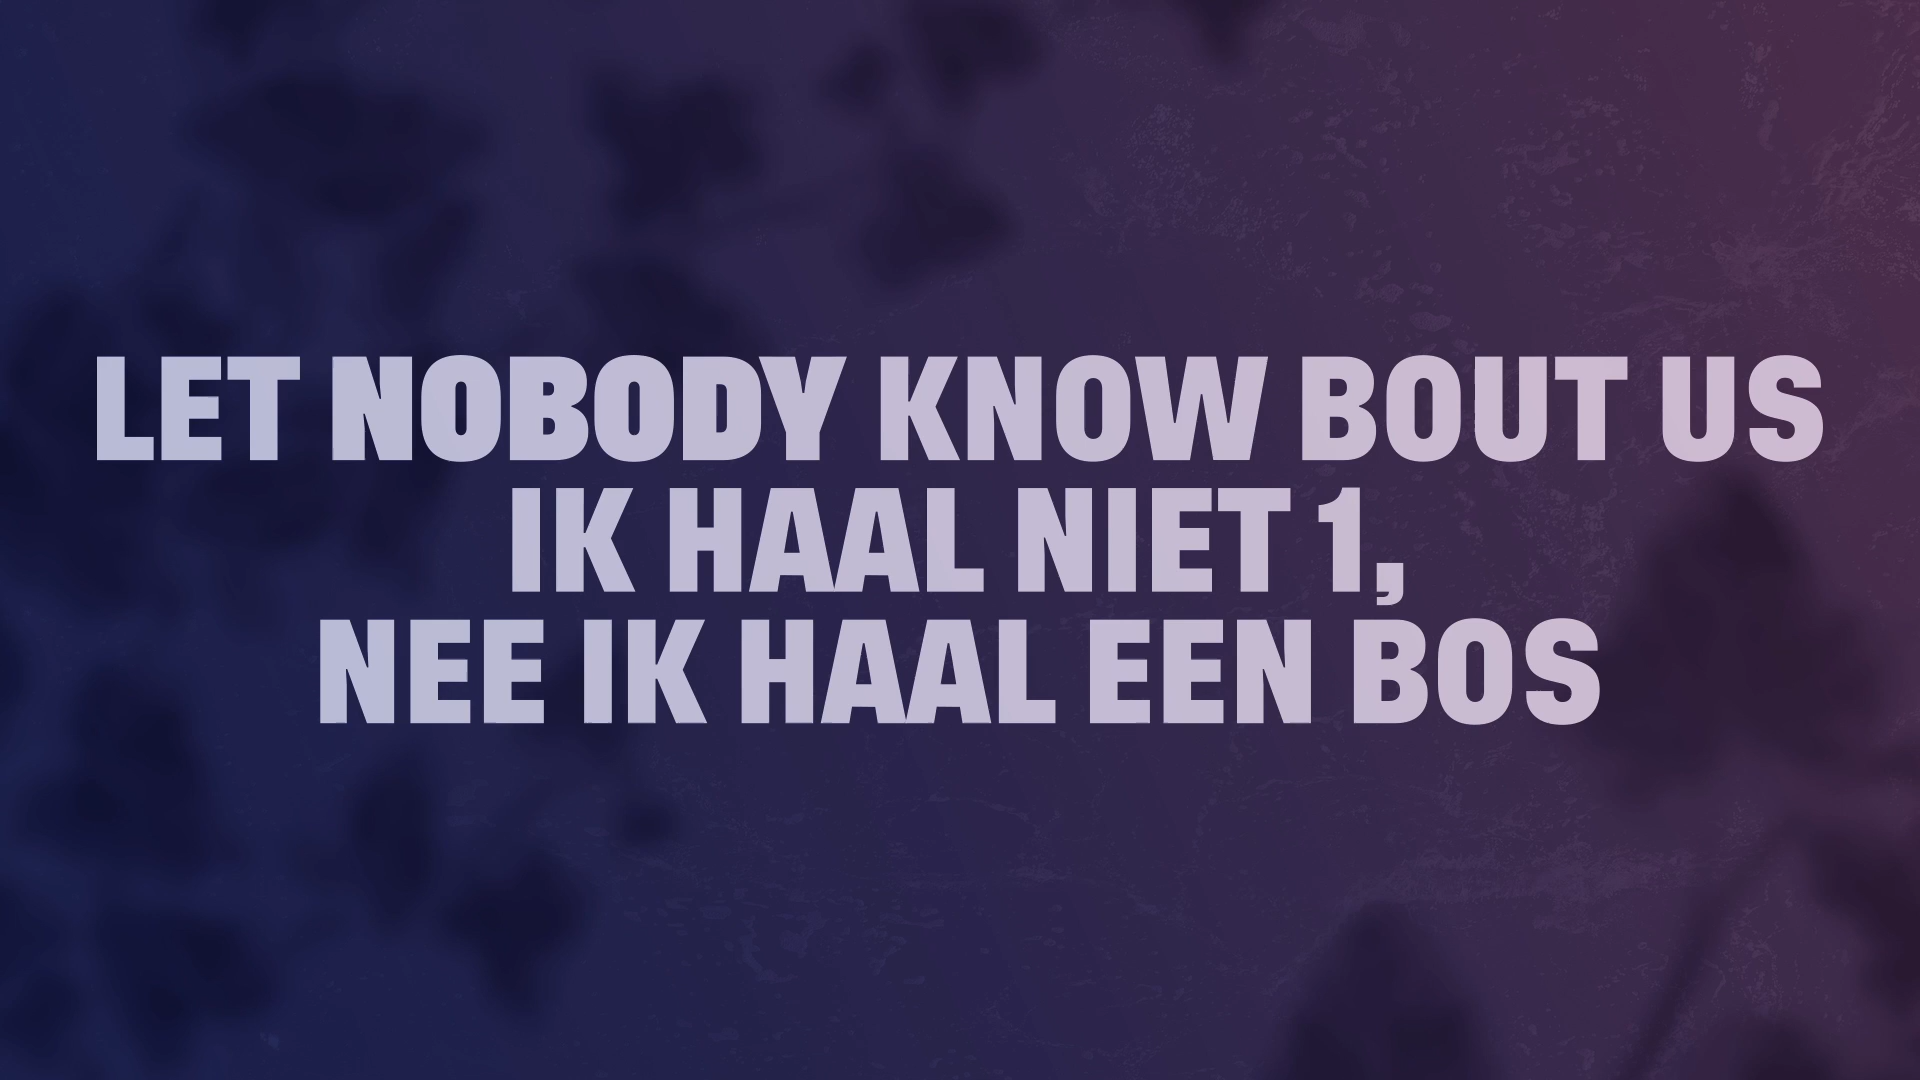 LET NOBODY KNOW BOUT US
IK HAAL NIET 1,
NEE IK HAAL EEN BOS